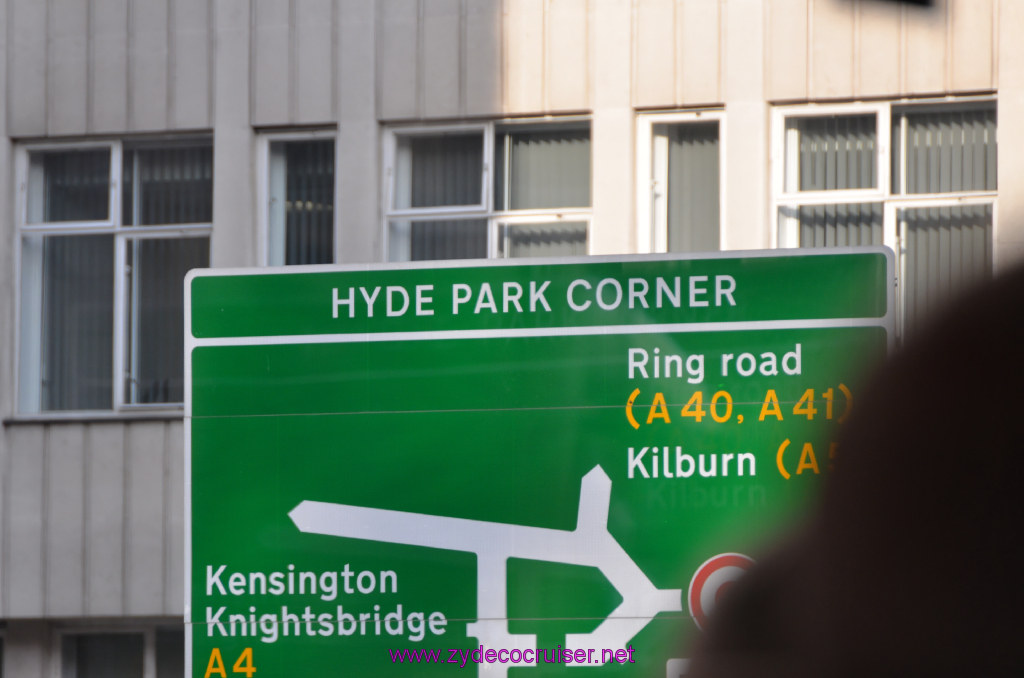 HYDE PARK CORNER
Ring road
(A 40, A 41)
Kilburn (A
Kensington
Knightsbridge
A4
www.zydecocruiser.net